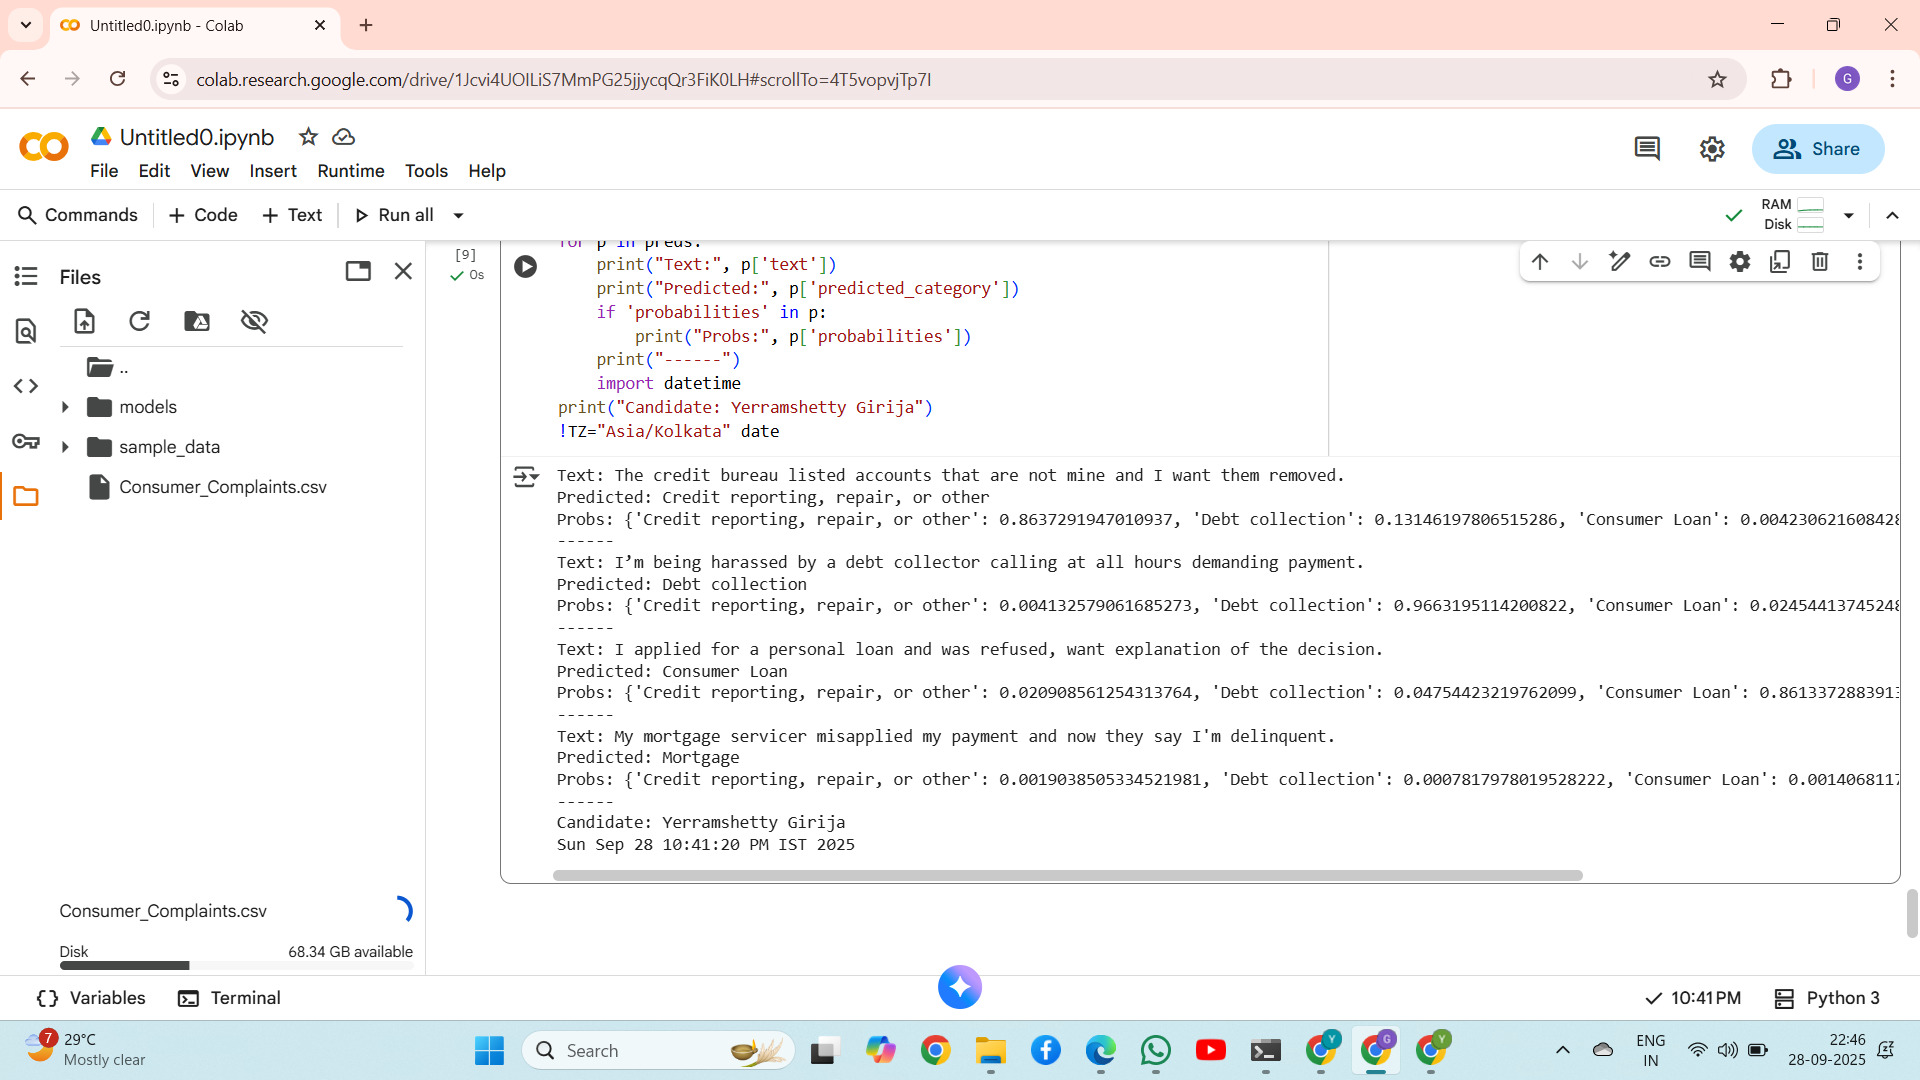 Untitled0.ipynb - Colab
colab.research.google.com/drive/1Jcvi4UOILiS7MmPG25jjycqQr3FiK0LH#scrollTo=4T5vopvjTp7I
G
Untitled0.ipynb
File Edit View Insert Runtime Tools Help
Share
Commands + Code + Text Run all
RAM
Disk
Files
..
models
sample_data
Consumer_Complaints.csv
Consumer_Complaints.csv
Disk 68.34 GB available
[9]
0s
for p in preds:
print("Text:", p['text'])
print("Predicted:", p['predicted_category'])
if 'probabilities' in p:
print("Probs:", p['probabilities'])
print("------")
import datetime
print("Candidate: Yerramshetty Girija")
!TZ="Asia/Kolkata" date
Text: The credit bureau listed accounts that are not mine and I want them removed.
Predicted: Credit reporting, repair, or other
Probs: {'Credit reporting, repair, or other': 0.8637291947010937, 'Debt collection': 0.13146197806515286, 'Consumer Loan': 0.004230621608428
------
Text: I’m being harassed by a debt collector calling at all hours demanding payment.
Predicted: Debt collection
Probs: {'Credit reporting, repair, or other': 0.004132579061685273, 'Debt collection': 0.9663195114200822, 'Consumer Loan': 0.02454413745248
------
Text: I applied for a personal loan and was refused, want explanation of the decision.
Predicted: Consumer Loan
Probs: {'Credit reporting, repair, or other': 0.020908561254313764, 'Debt collection': 0.04754423219762099, 'Consumer Loan': 0.8613372883913
------
Text: My mortgage servicer misapplied my payment and now they say I'm delinquent.
Predicted: Mortgage
Probs: {'Credit reporting, repair, or other': 0.0019038505334521981, 'Debt collection': 0.0007817978019528222, 'Consumer Loan': 0.0014068117
------
Candidate: Yerramshetty Girija
Sun Sep 28 10:41:20 PM IST 2025
Variables Terminal
10:41 PM Python 3
7
29°C
Mostly clear
Search
Y
G
Y
ENG
IN
22:46
28-09-2025